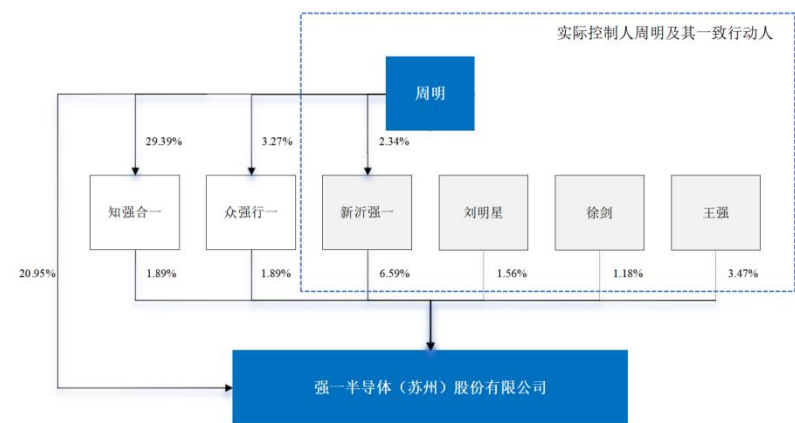 实际控制人周明及其一致行动人
周明
29.39%
3.27%
2.34%
知强合一
众强行一
新沂强一
刘明星
徐剑
王强
20.95%
1.89%
1.89%
6.59%
1.56%
1.18%
3.47%
强一半导体（苏州）股份有限公司